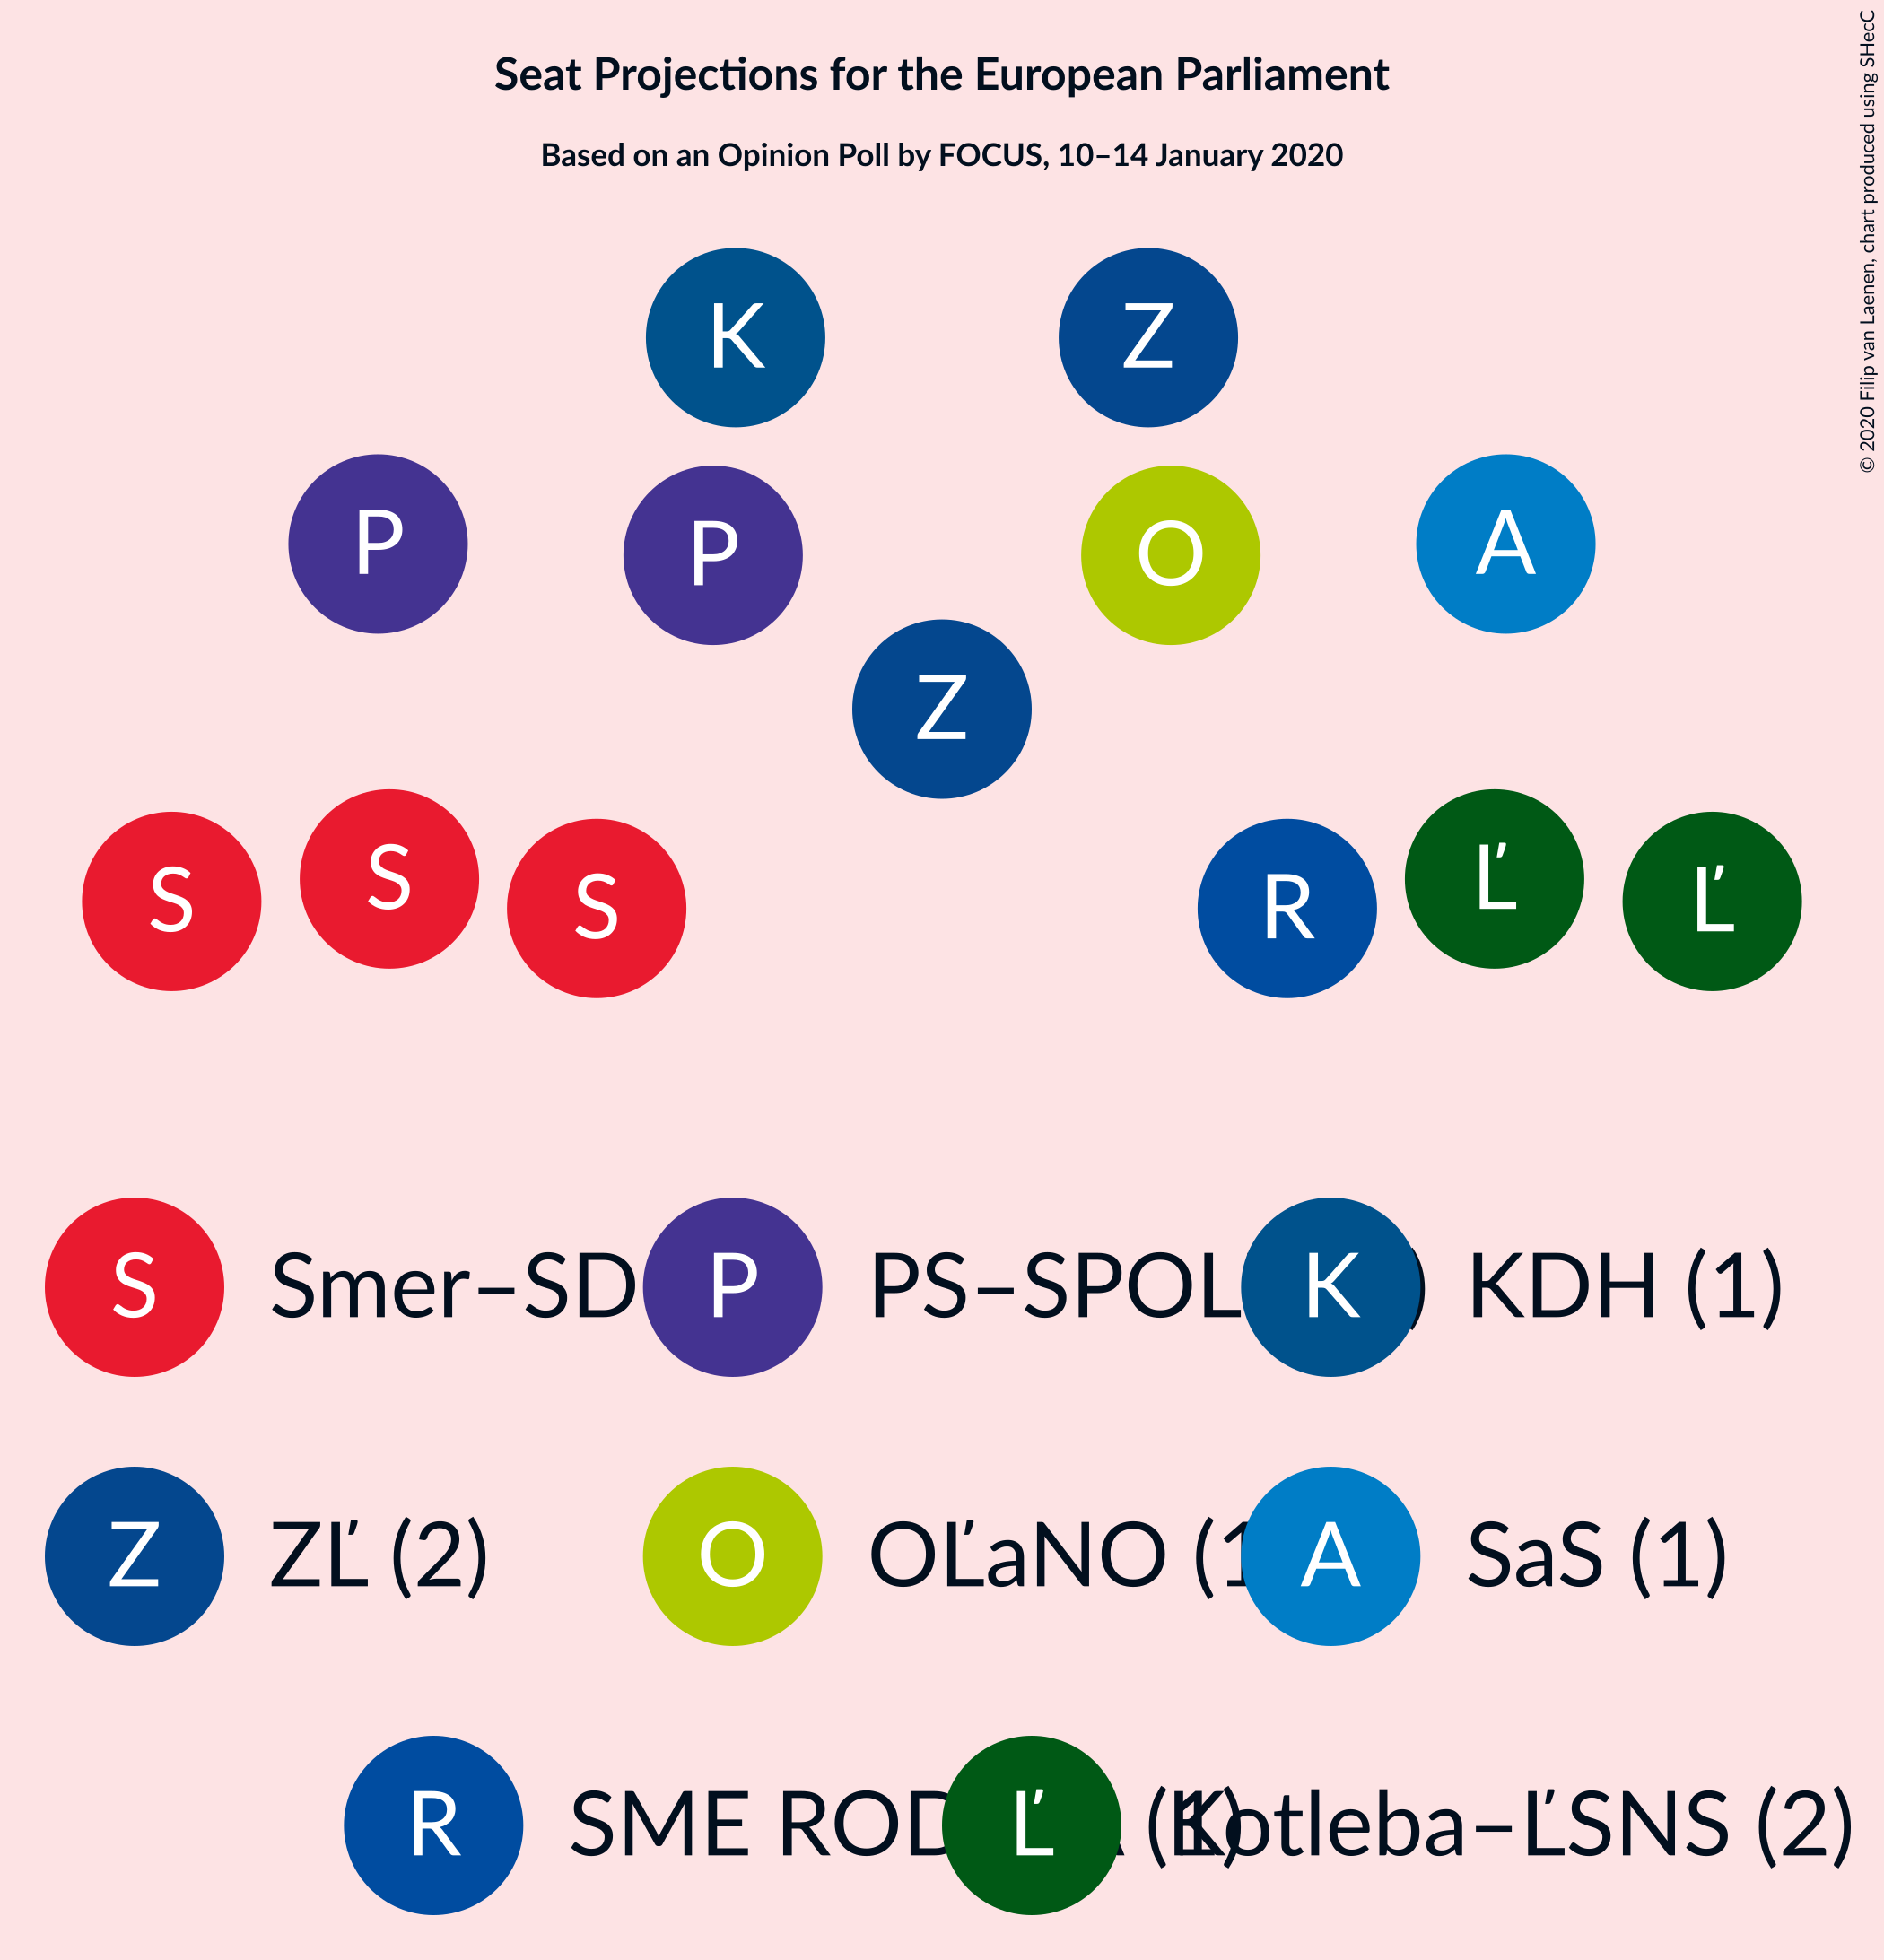 Seat Projections for the European Parliament
Based on an Opinion Poll by FOCUS, 10–14 January 2020
© 2020 Filip van Laenen, chart produced using SHecC
K Z
P P O A
Z
S S S R Ľ Ľ
S Smer–SD P PS–SPOL K KDH (1)
Z ZĽ (2) O OĽaNO (1 A SaS (1)
R SME Ľ (1) Kotleba–ĽSNS (2)